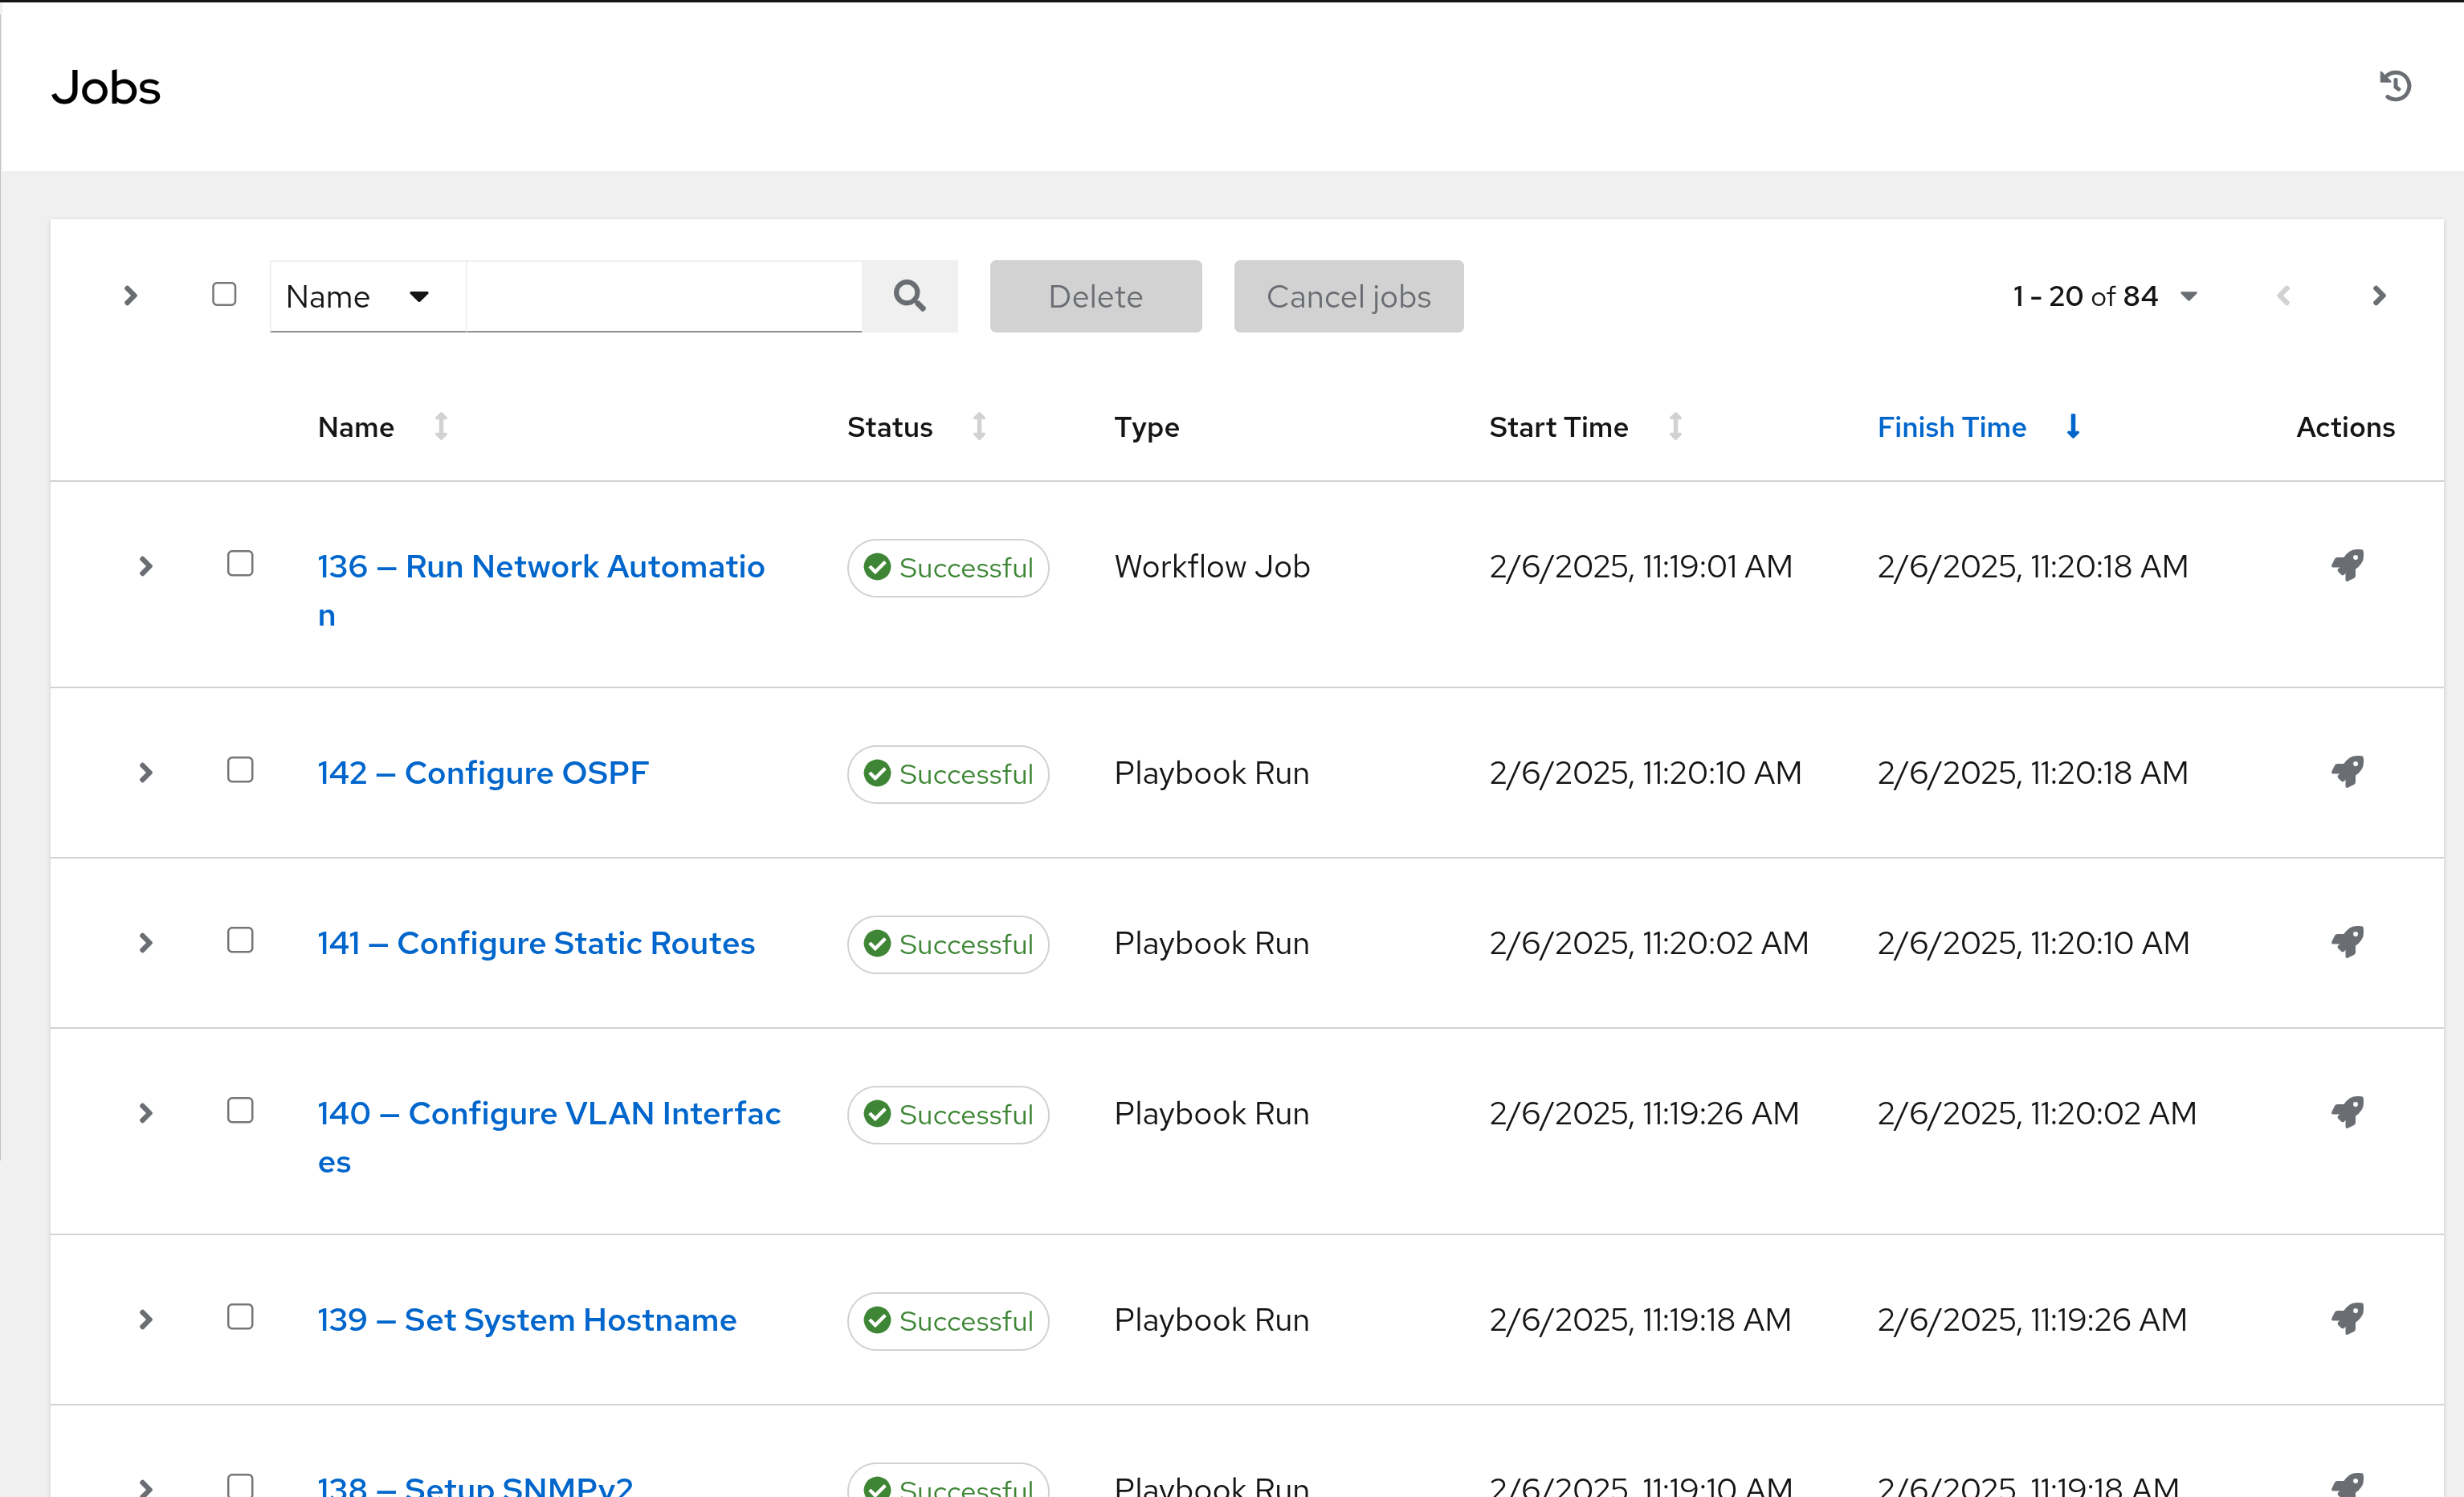 Jobs
Name
Delete
Cancel jobs
1 - 20 of 84
Name Status Type Start Time Finish Time Actions
136 — Run Network Automatio
n
Successful Workflow Job 2/6/2025, 11:19:01 AM 2/6/2025, 11:20:18 AM
142 — Configure OSPF Successful Playbook Run 2/6/2025, 11:20:10 AM 2/6/2025, 11:20:18 AM
141 — Configure Static Routes Successful Playbook Run 2/6/2025, 11:20:02 AM 2/6/2025, 11:20:10 AM
140 — Configure VLAN Interfac
es
Successful Playbook Run 2/6/2025, 11:19:26 AM 2/6/2025, 11:20:02 AM
139 — Set System Hostname Successful Playbook Run 2/6/2025, 11:19:18 AM 2/6/2025, 11:19:26 AM
138 — Setup SNMPv2 Successful Playbook Run 2/6/2025, 11:19:10 AM 2/6/2025, 11:19:18 AM